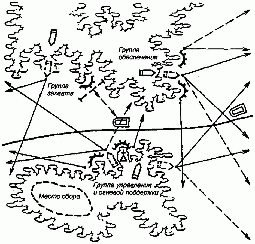 Группа
обеспечения
Группа
захвата
Группа управления
и огневой поддержки
Место сбора